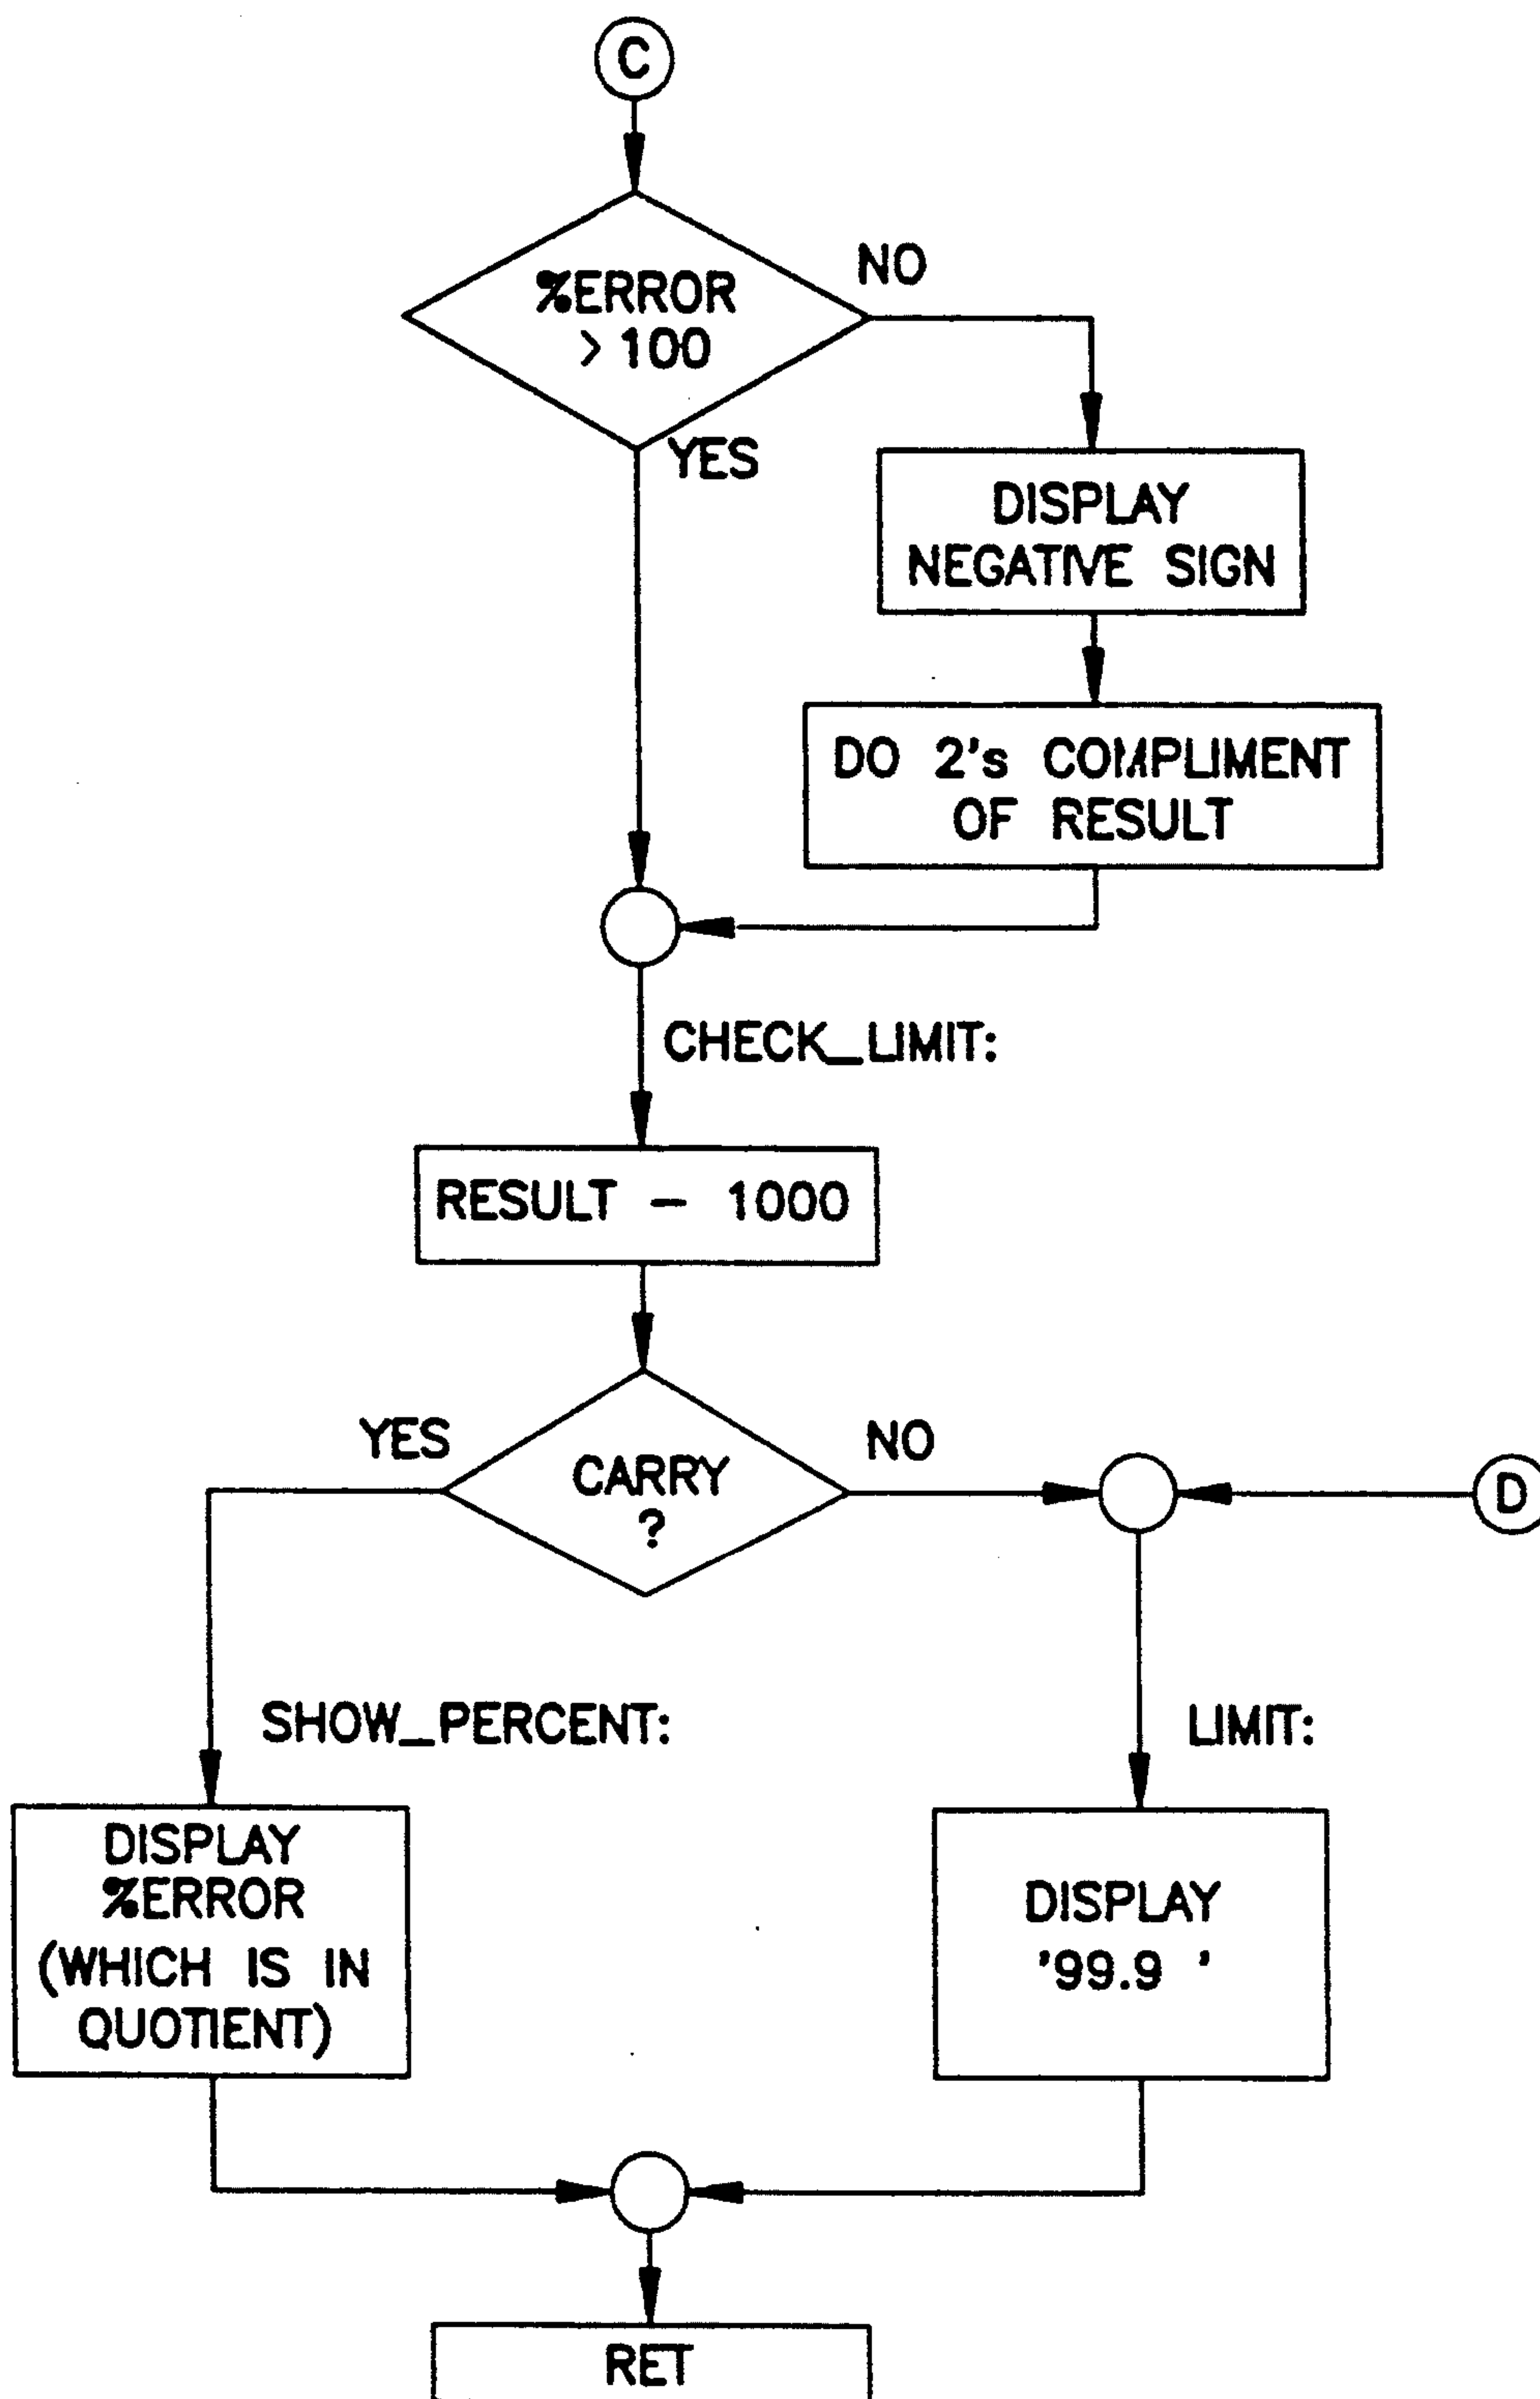 C
%ERROR
> 100
NO
YES
DISPLAY
NEGATIVE SIGN
DO 2's COMPLIMENT
OF RESULT
CHECK_LIMIT:
RESULT - 1000
YES
CARRY
?
NO
D
SHOW_PERCENT:
LIMIT:
DISPLAY
%ERROR
(WHICH IS IN
QUOTIENT)
DISPLAY
'99.9 '
RET